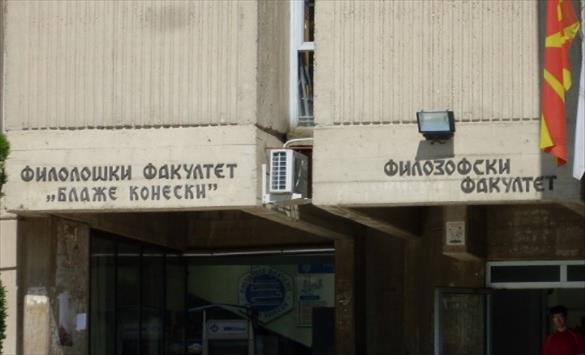 ФИЛОЛОШКИ ФАКУЛТЕТ
„БЛАЖЕ КОНЕСКИ”
ФИЛОЗОФСКИ
ФАКУЛТЕТ